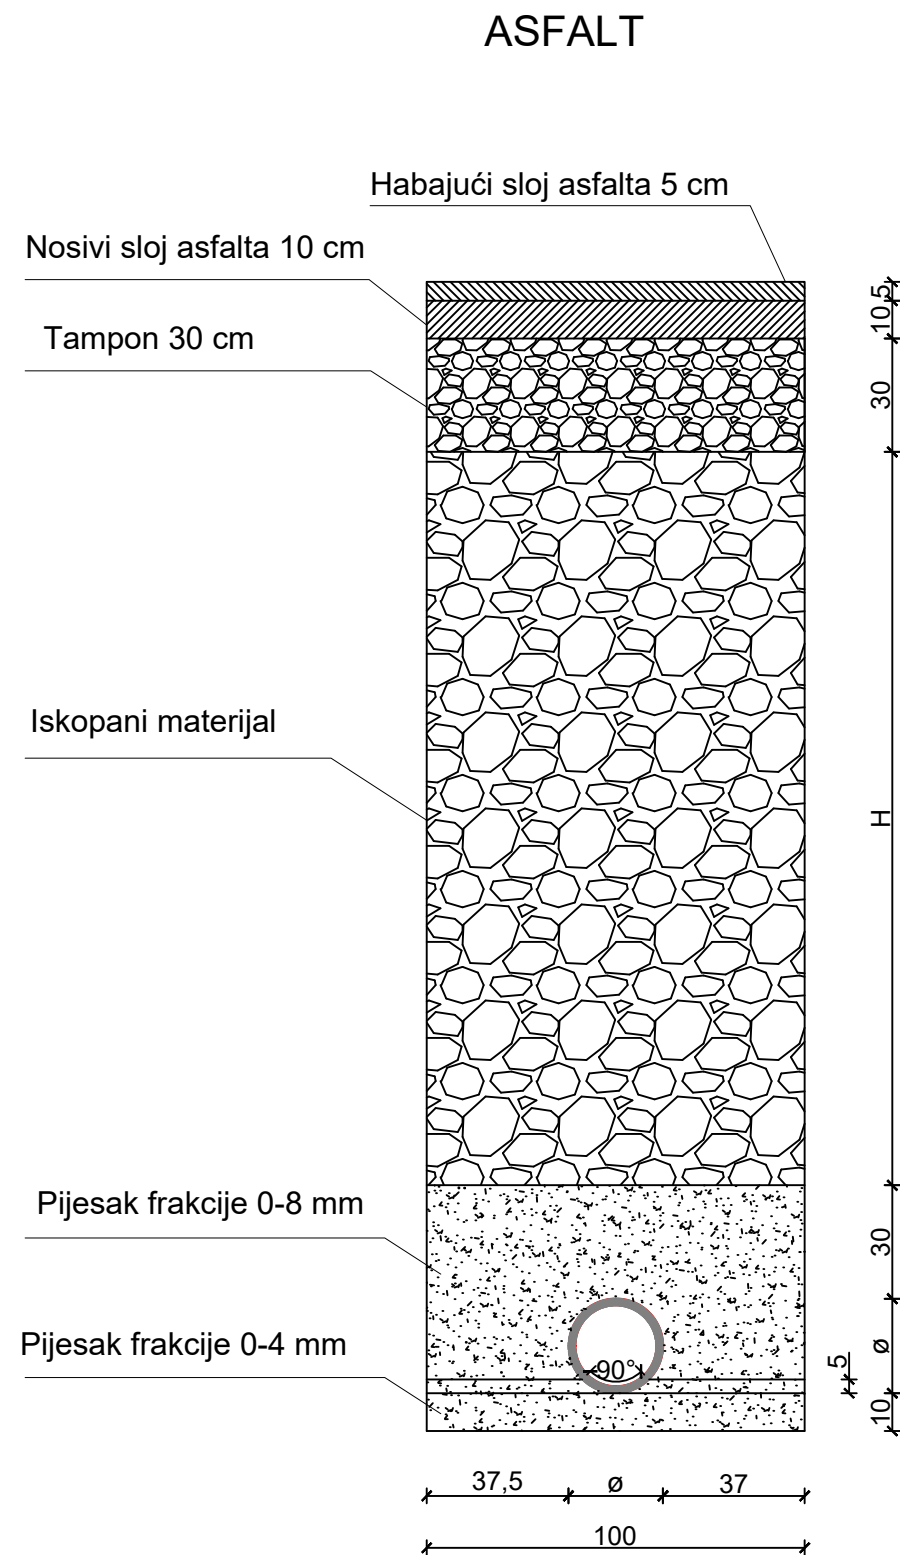 ASFALT
Habajući sloj asfalta 5 cm
Nosivi sloj asfalta 10 cm
Tampon 30 cm
Iskopani materijal
Pijesak frakcije 0-8 mm
Pijesak frakcije 0-4 mm
5
10
30
H
30
ø
5
10
90°
37,5
ø
37
100